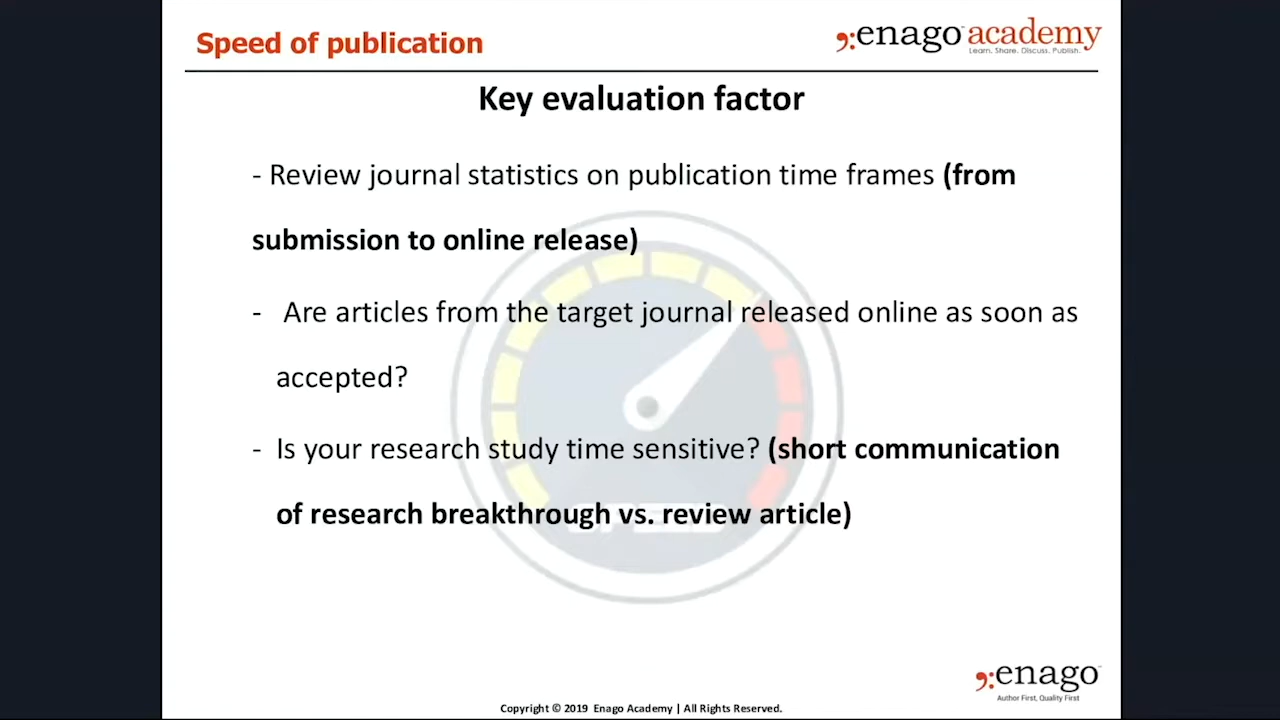 Speed of publication
enago academy
Learn. Share. Discuss. Publish.
Key evaluation factor
- Review journal statistics on publication time frames (from
submission to online release)
- Are articles from the target journal released online as soon as
accepted?
- Is your research study time sensitive? (short communication
of research breakthrough vs. review article)
SPEED
enago
Author First, Quality First
Copyright © 2019 Enago Academy | All Rights Reserved.